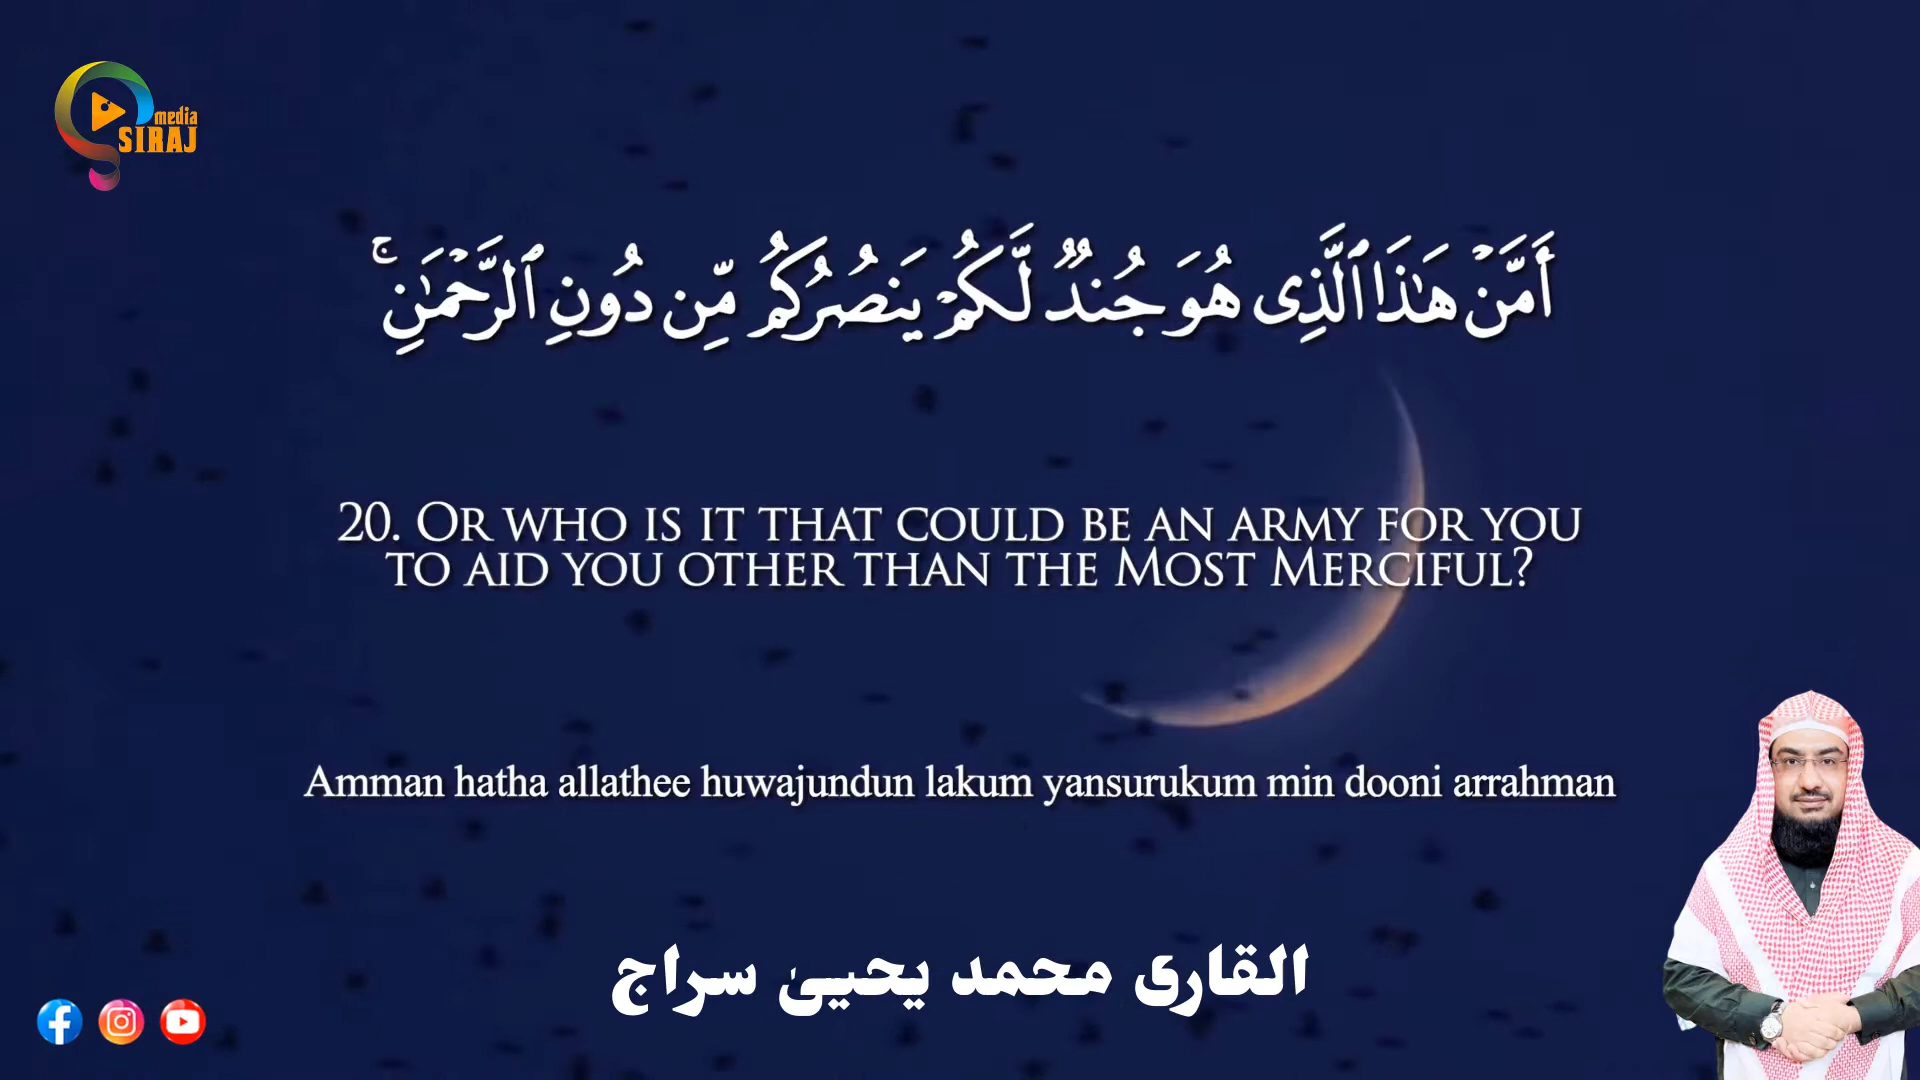 media
SIRAJ
أَمَّنْ هَٰذَا ٱلَّذِى هُوَ جُندٌ لَّكُمْ يَنصُرُكُم مِّن دُونِ ٱلرَّحْمَٰنِ ۚ
20. Or who is it that could be an army for you
to aid you other than the Most Merciful?
Amman hatha allathee huwajundun lakum yansurukum min dooni arrahman
القارئ محمد يحيىٰ سراج